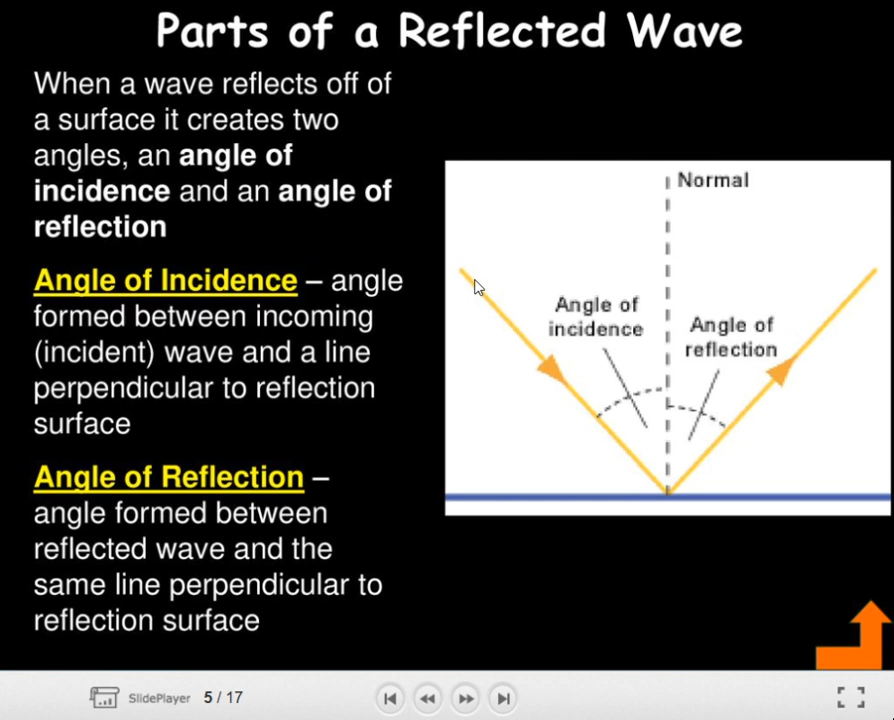 Parts of a Reflected Wave
When a wave reflects off of
a surface it creates two
angles, an angle of
incidence and an angle of
reflection
Angle of Incidence – angle
formed between incoming
(incident) wave and a line
perpendicular to reflection
surface
Angle of Reflection –
angle formed between
reflected wave and the
same line perpendicular to
reflection surface
Normal
Angle of
incidence
Angle of
reflection
SlidePlayer 5 / 17